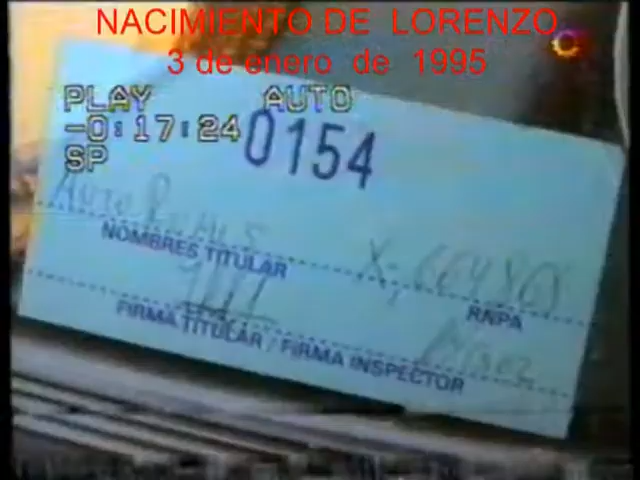 NACIMIENTO DE LORENZO
3 de enero de 1995
PLAY AUTO
-0:17:24
SP
0154
NOMBRES TITULAR
RNPA
FIRMA TITULAR / FIRMA INSPECTOR